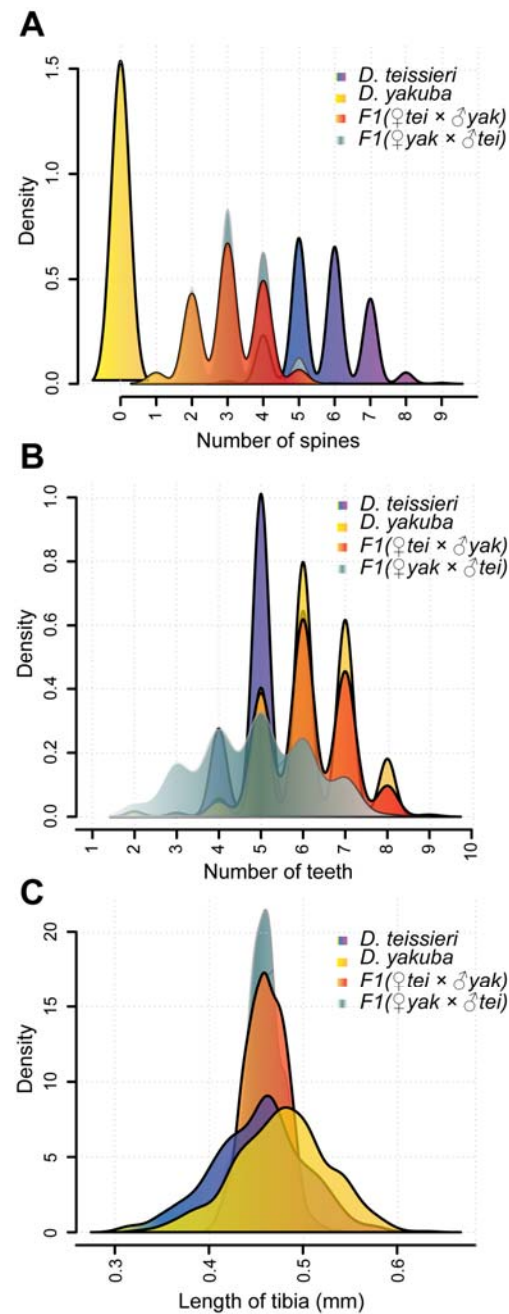 A
1.5
1.0
0.5
0.0
Density
D. teissieri
D. yakuba
F1(♀tei × ♂yak)
F1(♀yak × ♂tei)
0 1 2 3 4 5 6 7 8 9
Number of spines
B
1.0
0.8
0.6
0.4
0.2
0.0
Density
D. teissieri
D. yakuba
F1(♀tei × ♂yak)
F1(♀yak × ♂tei)
1 2 3 4 5 6 7 8 9 10
Number of teeth
C
20
15
10
5
0
Density
D. teissieri
D. yakuba
F1(♀tei × ♂yak)
F1(♀yak × ♂tei)
0.3 0.4 0.5 0.6
Length of tibia (mm)